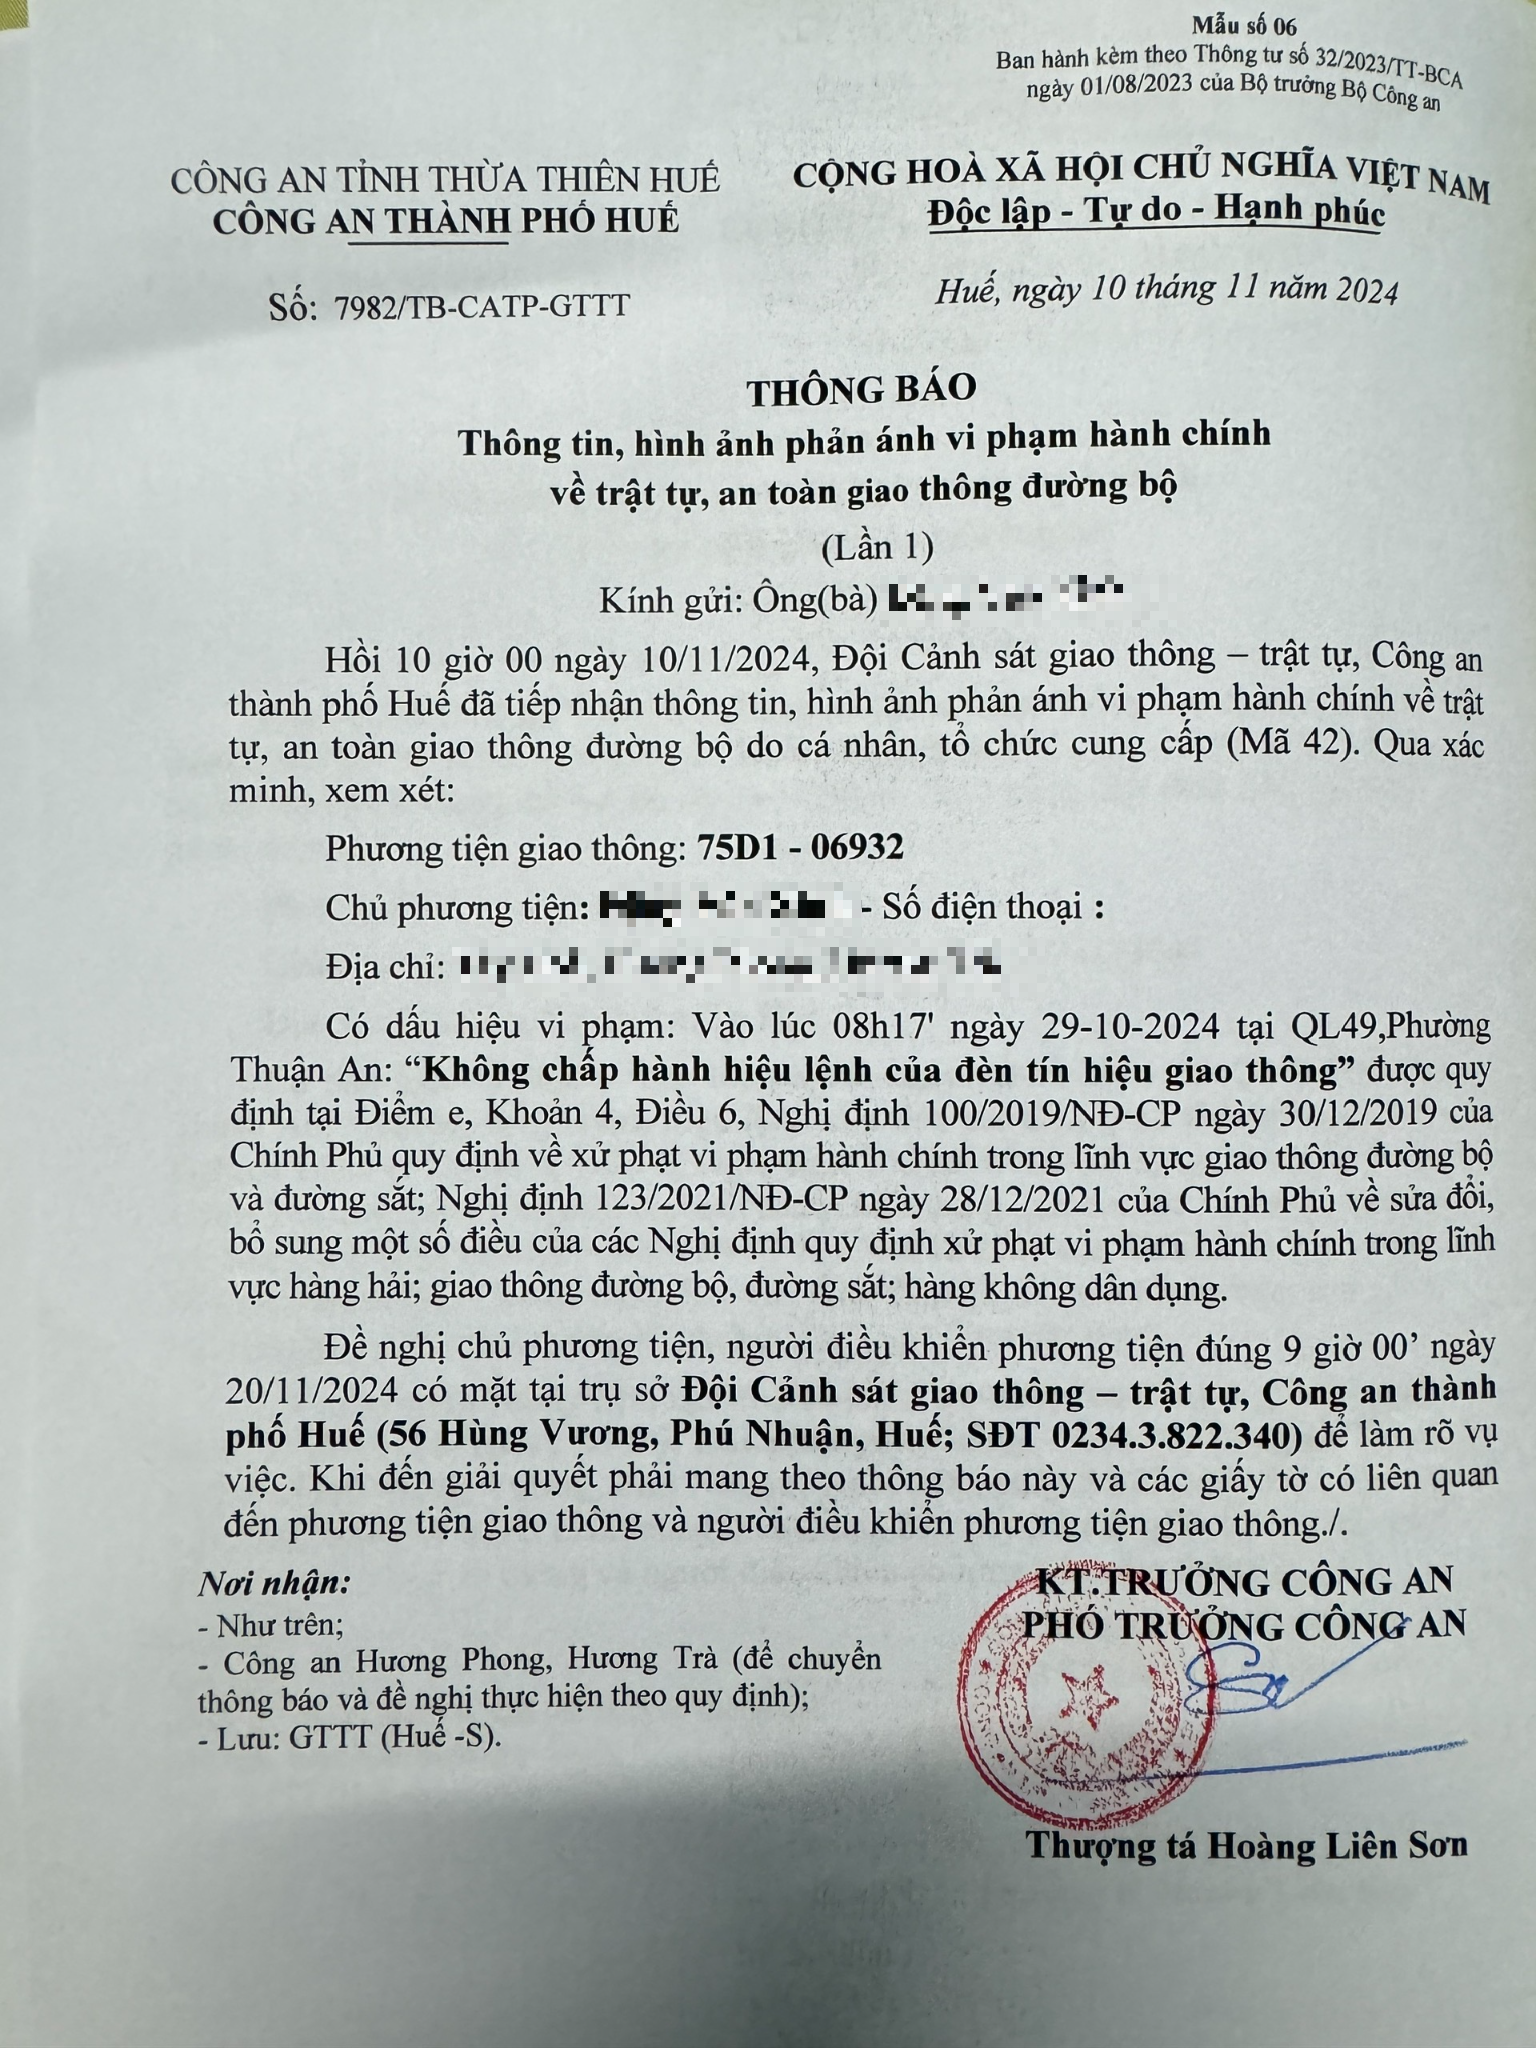 Mẫu số 06
Ban hành kèm theo Thông tư số 32/2023/TT-BCA
ngày 01/08/2023 của Bộ trưởng Bộ Công an
CÔNG AN TỈNH THỪA THIÊN HUẾ
CÔNG AN THÀNH PHỐ HUẾ
CỘNG HOÀ XÃ HỘI CHỦ NGHĨA VIỆT NAM
Độc lập - Tự do - Hạnh phúc
Số: 7982/TB-CATP-GTTT
Huế, ngày 10 tháng 11 năm 2024
THÔNG BÁO
Thông tin, hình ảnh phản ánh vi phạm hành chính
về trật tự, an toàn giao thông đường bộ
(Lần 1)
Kính gửi: Ông(bà)
Hồi 10 giờ 00 ngày 10/11/2024, Đội Cảnh sát giao thông – trật tự, Công an
thành phố Huế đã tiếp nhận thông tin, hình ảnh phản ánh vi phạm hành chính về trật
tự, an toàn giao thông đường bộ do cá nhân, tổ chức cung cấp (Mã 42). Qua xác
minh, xem xét:
Phương tiện giao thông: 75D1 - 06932
Chủ phương tiện: - Số điện thoại :
Địa chỉ:
Có dấu hiệu vi phạm: Vào lúc 08h17' ngày 29-10-2024 tại QL49,Phường
Thuận An: “Không chấp hành hiệu lệnh của đèn tín hiệu giao thông” được quy
định tại Điểm e, Khoản 4, Điều 6, Nghị định 100/2019/NĐ-CP ngày 30/12/2019 của
Chính Phủ quy định về xử phạt vi phạm hành chính trong lĩnh vực giao thông đường bộ
và đường sắt; Nghị định 123/2021/NĐ-CP ngày 28/12/2021 của Chính Phủ về sửa đổi,
bổ sung một số điều của các Nghị định quy định xử phạt vi phạm hành chính trong lĩnh
vực hàng hải; giao thông đường bộ, đường sắt; hàng không dân dụng.
Đề nghị chủ phương tiện, người điều khiển phương tiện đúng 9 giờ 00’ ngày
20/11/2024 có mặt tại trụ sở Đội Cảnh sát giao thông – trật tự, Công an thành
phố Huế (56 Hùng Vương, Phú Nhuận, Huế; SĐT 0234.3.822.340) để làm rõ vụ
việc. Khi đến giải quyết phải mang theo thông báo này và các giấy tờ có liên quan
đến phương tiện giao thông và người điều khiển phương tiện giao thông./.
Nơi nhận:
- Như trên;
- Công an Hương Phong, Hương Trà (để chuyển
thông báo và đề nghị thực hiện theo quy định);
- Lưu: GTTT (Huế -S).
KT.TRƯỞNG CÔNG AN
PHÓ TRƯỞNG CÔNG AN
Thượng tá Hoàng Liên Sơn